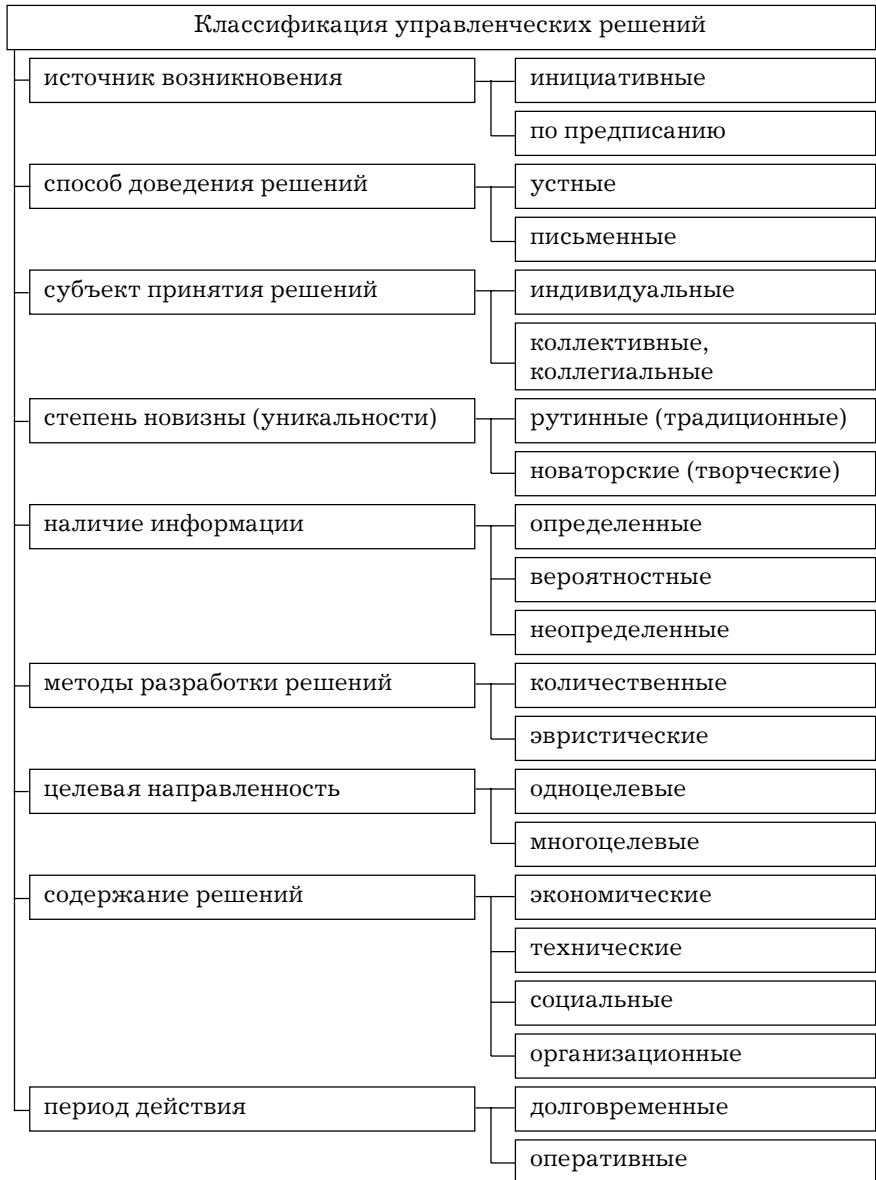 Классификация управленческих решений
источник возникновения
инициативные
по предписанию
способ доведения решений
устные
письменные
субъект принятия решений
индивидуальные
коллективные,
коллегиальные
степень новизны (уникальности)
рутинные (традиционные)
новаторские (творческие)
наличие информации
определенные
вероятностные
неопределенные
методы разработки решений
количественные
эвристические
целевая направленность
одноцелевые
многоцелевые
содержание решений
экономические
технические
социальные
организационные
период действия
долговременные
оперативные